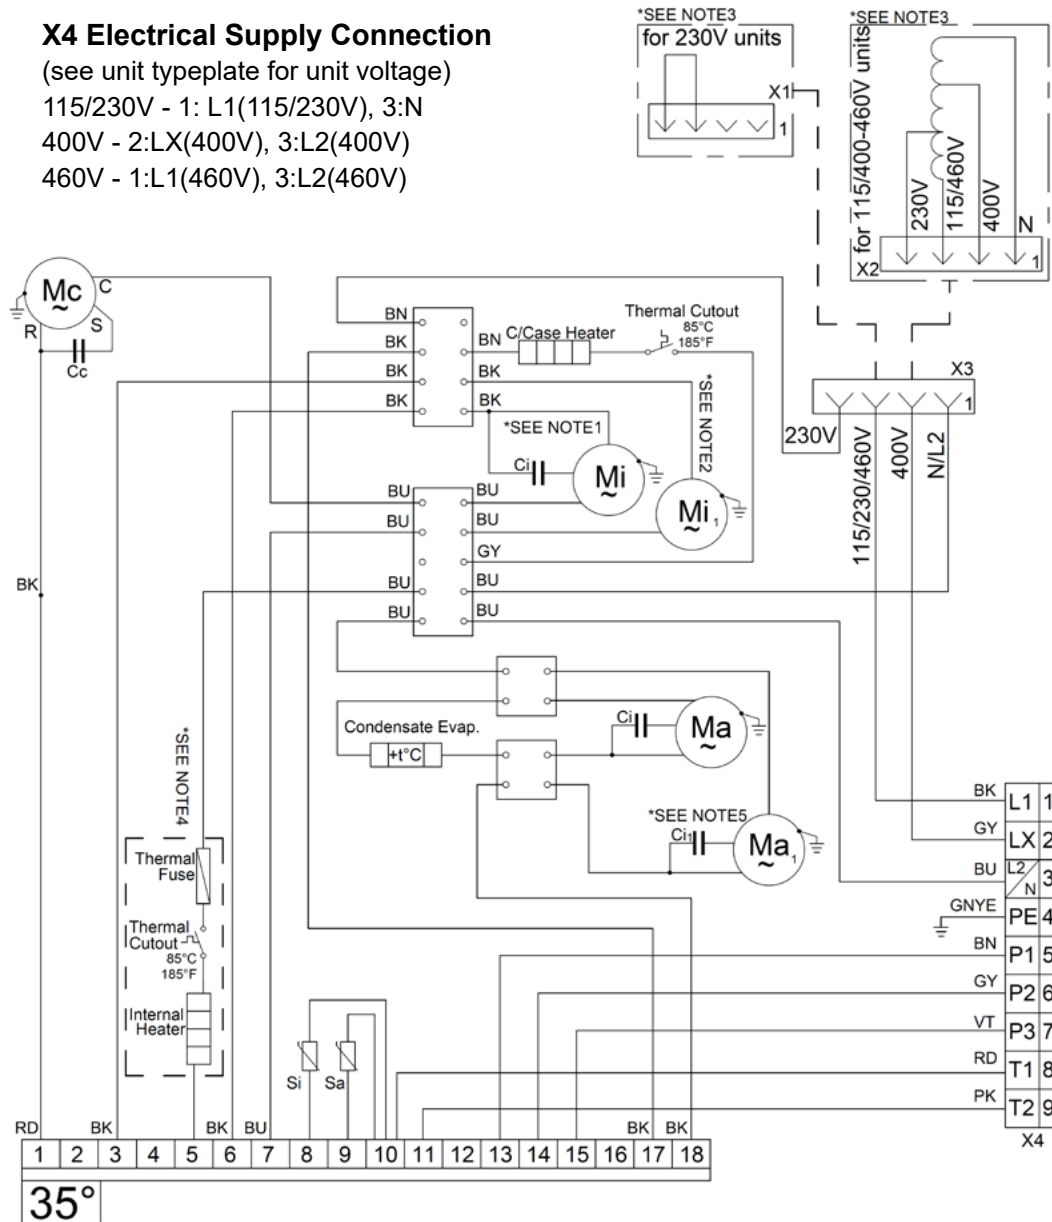 X4 Electrical Supply Connection
(see unit typeplate for unit voltage)
115/230V - 1: L1(115/230V), 3:N
400V - 2:LX(400V), 3:L2(400V)
460V - 1:L1(460V), 3:L2(460V)
*SEE NOTE3
for 230V units
X1
1
*SEE NOTE3
for 115/400-460V units
230V
115/460V
400V
N
X2
1
Mc
~
C
R
S
Cc
BN
BK
BN
C/Case Heater
Thermal Cutout
85°C
185°F
BK
BK
BK
BK
*SEE NOTE1
*SEE NOTE2
Ci
Mi
~
Mi1
~
X3
1
230V
115/230/460V
400V
N/L2
BU
BU
BU
BU
GY
BU
BU
BU
BU
BK
Condensate Evap.
+t°C
Ci
Ma
~
*SEE NOTE5
Ci1
Ma1
~
*SEE NOTE4
Thermal
Fuse
Thermal
Cutout
85°C
185°F
Internal
Heater
Si
Sa
BK L1 1
GY LX 2
BU L2/N 3
GNYE PE 4
BN P1 5
GY P2 6
VT P3 7
RD T1 8
PK T2 9
X4
RD BK BK BU BK BK
1 2 3 4 5 6 7 8 9 10 11 12 13 14 15 16 17 18
35°